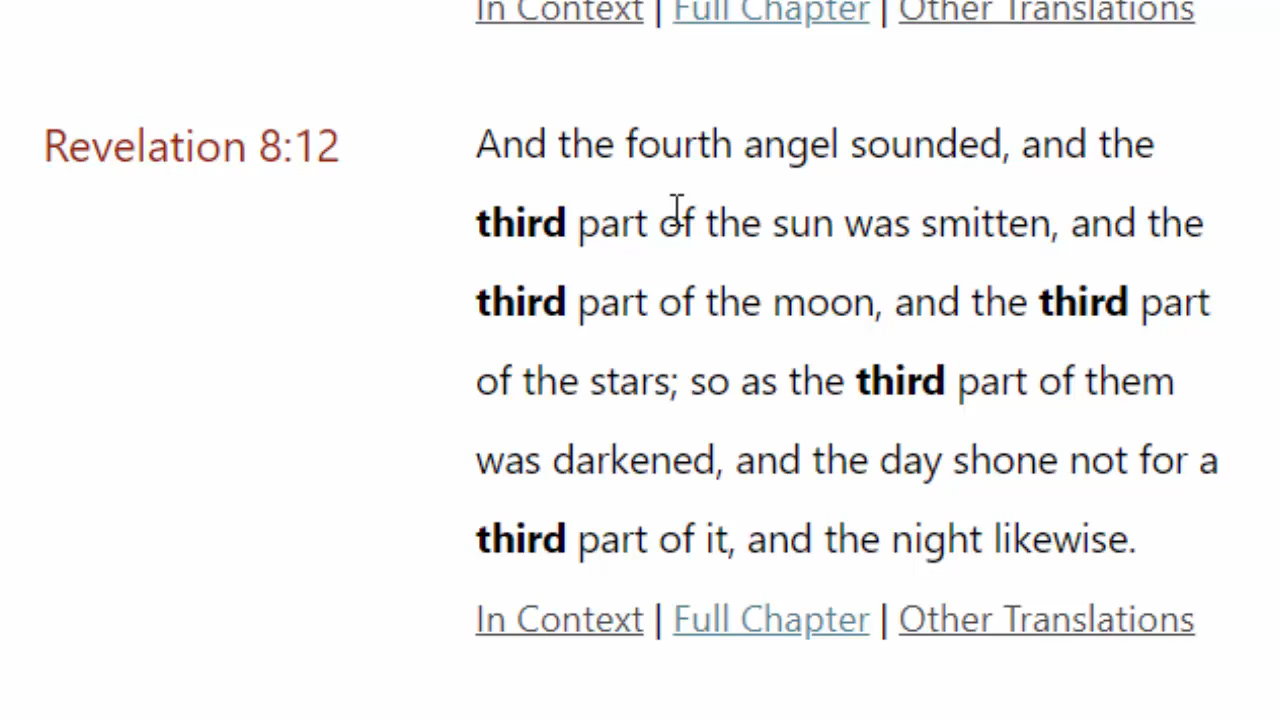 In Context | Full Chapter | Other Translations
Revelation 8:12
And the fourth angel sounded, and the
third part of the sun was smitten, and the
third part of the moon, and the third part
of the stars; so as the third part of them
was darkened, and the day shone not for a
third part of it, and the night likewise.
In Context | Full Chapter | Other Translations